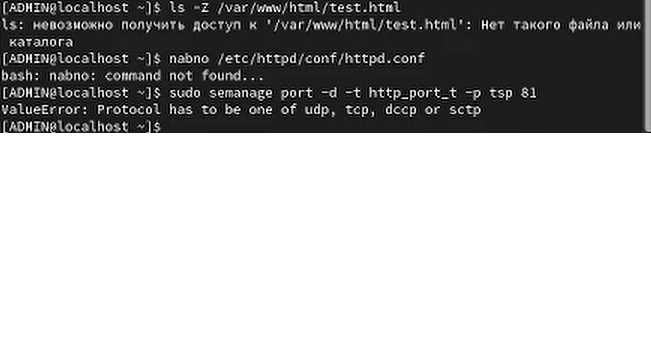 [ADMIN@localhost ~]$ ls -Z /var/www/html/test.html
ls: невозможно получить доступ к '/var/www/html/test.html': Нет такого файла или
каталога
[ADMIN@localhost ~]$ nabno /etc/httpd/conf/httpd.conf
bash: nabno: command not found...
[ADMIN@localhost ~]$ sudo semanage port -d -t http_port_t -p tsp 81
ValueError: Protocol has to be one of udp, tcp, dccp or sctp
[ADMIN@localhost ~]$